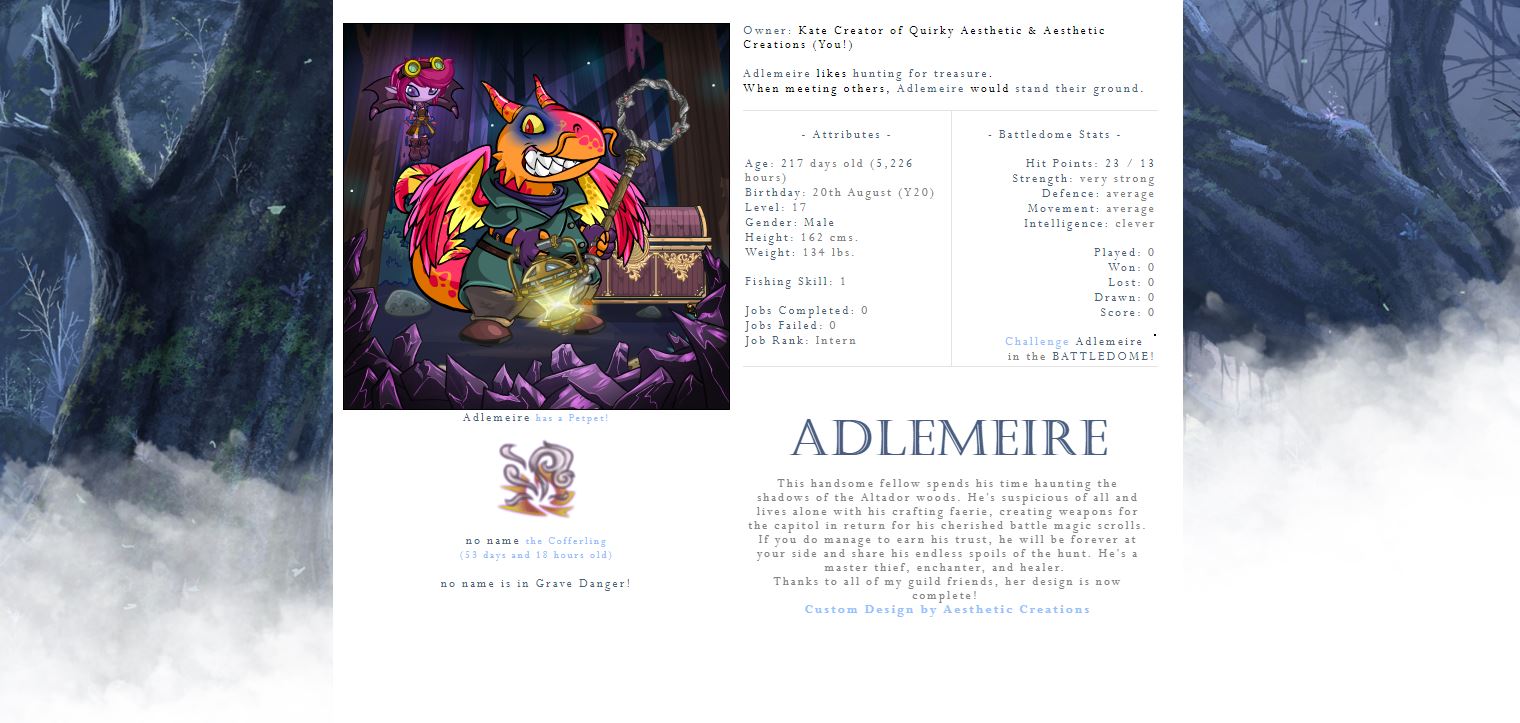 Owner: Kate Creator of Quirky Aesthetic & Aesthetic
Creations (You!)
Adlemeire likes hunting for treasure.
When meeting others, Adlemeire would stand their ground.
- Attributes -
Age: 217 days old (5,226
hours)
Birthday: 20th August (Y20)
Level: 17
Gender: Male
Height: 162 cms.
Weight: 134 lbs.
Fishing Skill: 1
Jobs Completed: 0
Jobs Failed: 0
Job Rank: Intern
- Battledome Stats -
Hit Points: 23 / 13
Strength: very strong
Defence: average
Movement: average
Intelligence: clever
Played: 0
Won: 0
Lost: 0
Drawn: 0
Score: 0
Challenge Adlemeire
in the BATTLEDOME!
Adlemeire has a Petpet!
no name the Cofferling
(53 days and 18 hours old)
no name is in Grave Danger!
ADLEMEIRE
This handsome fellow spends his time haunting the
shadows of the Altador woods. He's suspicious of all and
lives alone with his crafting faerie, creating weapons for
the capitol in return for his cherished battle magic scrolls.
If you do manage to earn his trust, he will be forever at
your side and share his endless spoils of the hunt. He's a
master thief, enchanter, and healer.
Thanks to all of my guild friends, her design is now
complete!
Custom Design by Aesthetic Creations